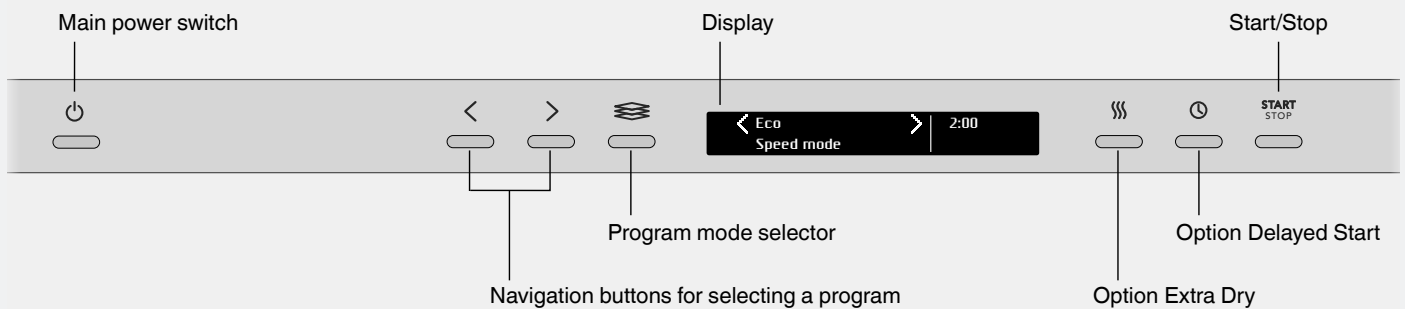 Main power switch
Display
Start/Stop
Eco 2:00
Speed mode
START
STOP
Program mode selector
Option Delayed Start
Navigation buttons for selecting a program
Option Extra Dry